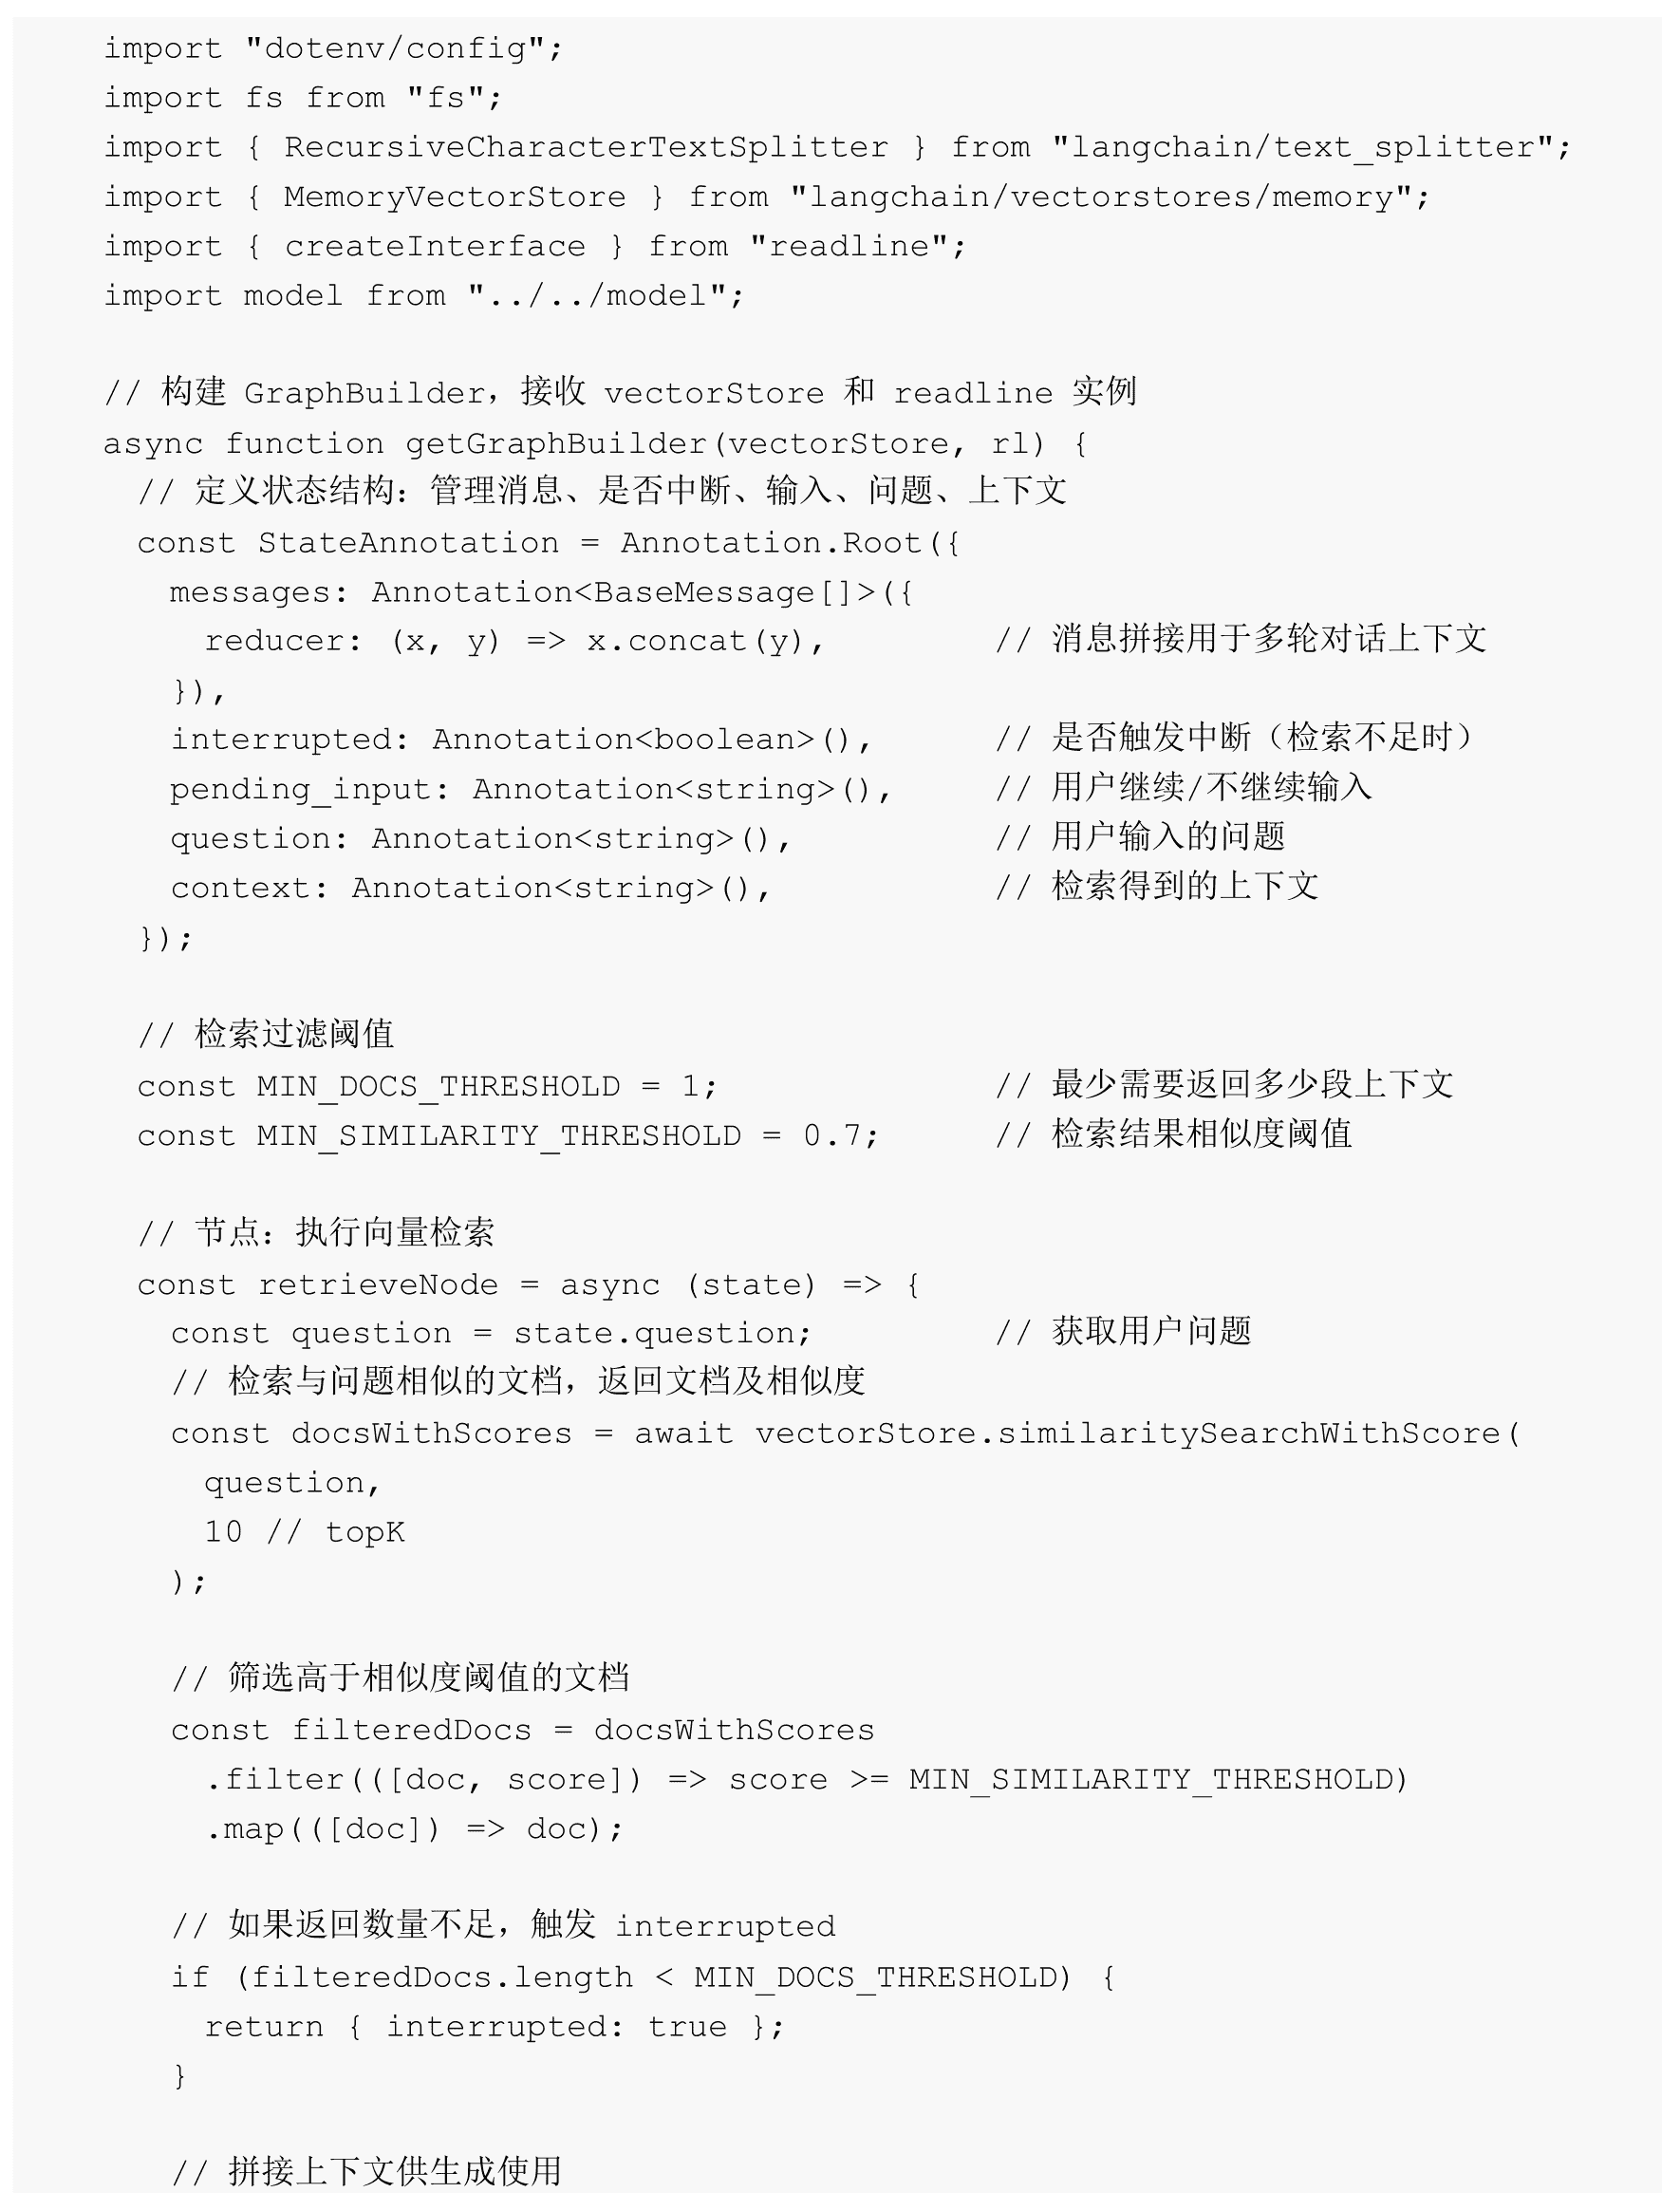 import "dotenv/config";
import fs from "fs";
import { RecursiveCharacterTextSplitter } from "langchain/text_splitter";
import { MemoryVectorStore } from "langchain/vectorstores/memory";
import { createInterface } from "readline";
import model from "../../model";
// 构建 GraphBuilder，接收 vectorStore 和 readline 实例
async function getGraphBuilder(vectorStore, rl) {
// 定义状态结构：管理消息、是否中断、输入、问题、上下文
const StateAnnotation = Annotation.Root({
messages: Annotation<BaseMessage[]>({
reducer: (x, y) => x.concat(y), // 消息拼接用于多轮对话上下文
}),
interrupted: Annotation<boolean>(), // 是否触发中断（检索不足时）
pending_input: Annotation<string>(), // 用户继续/不继续输入
question: Annotation<string>(), // 用户输入的问题
context: Annotation<string>(), // 检索得到的上下文
});
// 检索过滤阈值
const MIN_DOCS_THRESHOLD = 1; // 最少需要返回多少段上下文
const MIN_SIMILARITY_THRESHOLD = 0.7; // 检索结果相似度阈值
// 节点：执行向量检索
const retrieveNode = async (state) => {
const question = state.question; // 获取用户问题
// 检索与问题相似的文档，返回文档及相似度
const docsWithScores = await vectorStore.similaritySearchWithScore(
question,
10 // topK
);
// 筛选高于相似度阈值的文档
const filteredDocs = docsWithScores
.filter(([doc, score]) => score >= MIN_SIMILARITY_THRESHOLD)
.map(([doc]) => doc);
// 如果返回数量不足，触发 interrupted
if (filteredDocs.length < MIN_DOCS_THRESHOLD) {
return { interrupted: true };
}
// 拼接上下文供生成使用